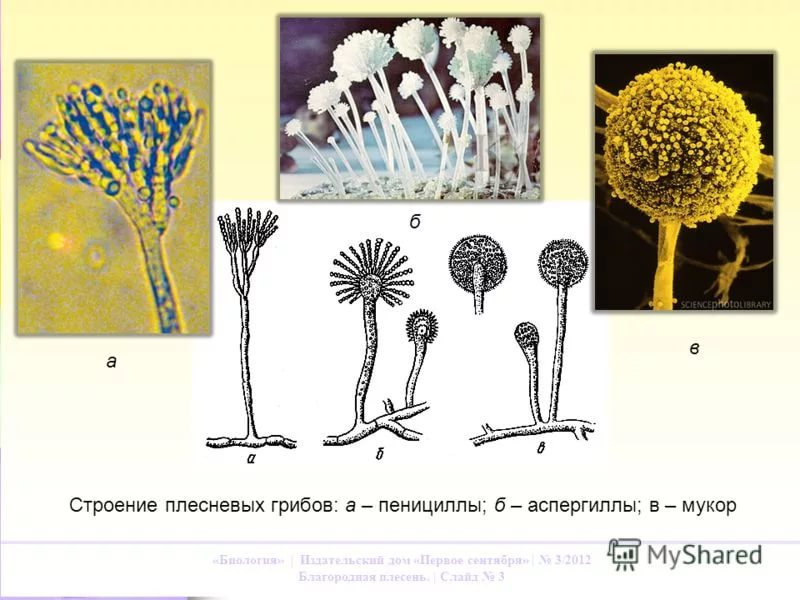 б
SCIENCEphotoLIBRARY
в
а
а
б
в
Строение плесневых грибов: а – пенициллы; б – аспергиллы; в – мукор
«Биология» | Издательский дом «Первое сентября» | № 3/2012
Благородная плесень. | Слайд № 3
MyShared